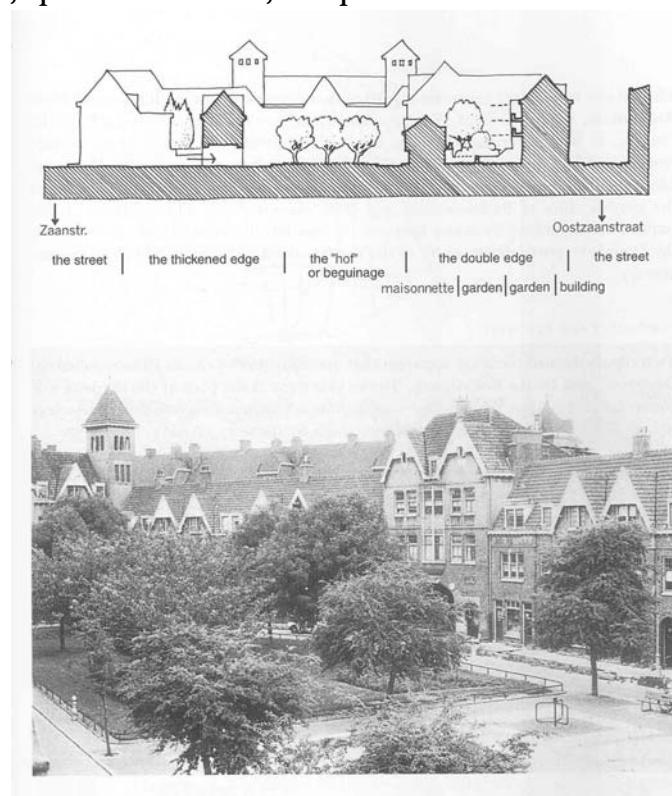 Zaanstr.
Oostzaanstraat
the street | the thickened edge | the "hof" | the double edge | the street
or beguinage
maisonnette | garden | garden | building